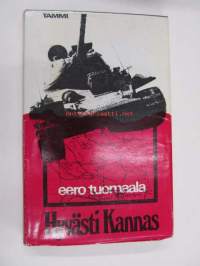 TAMMI
eero tuomaala
Hyvästi Kannas